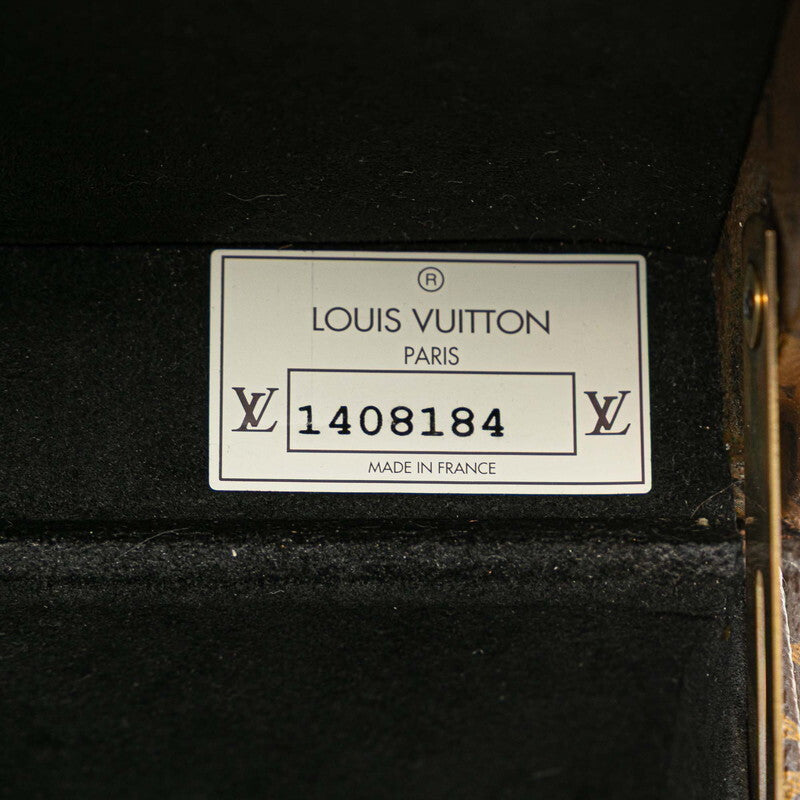 ®
LOUIS VUITTON
PARIS
LV 1408184 LV
MADE IN FRANCE